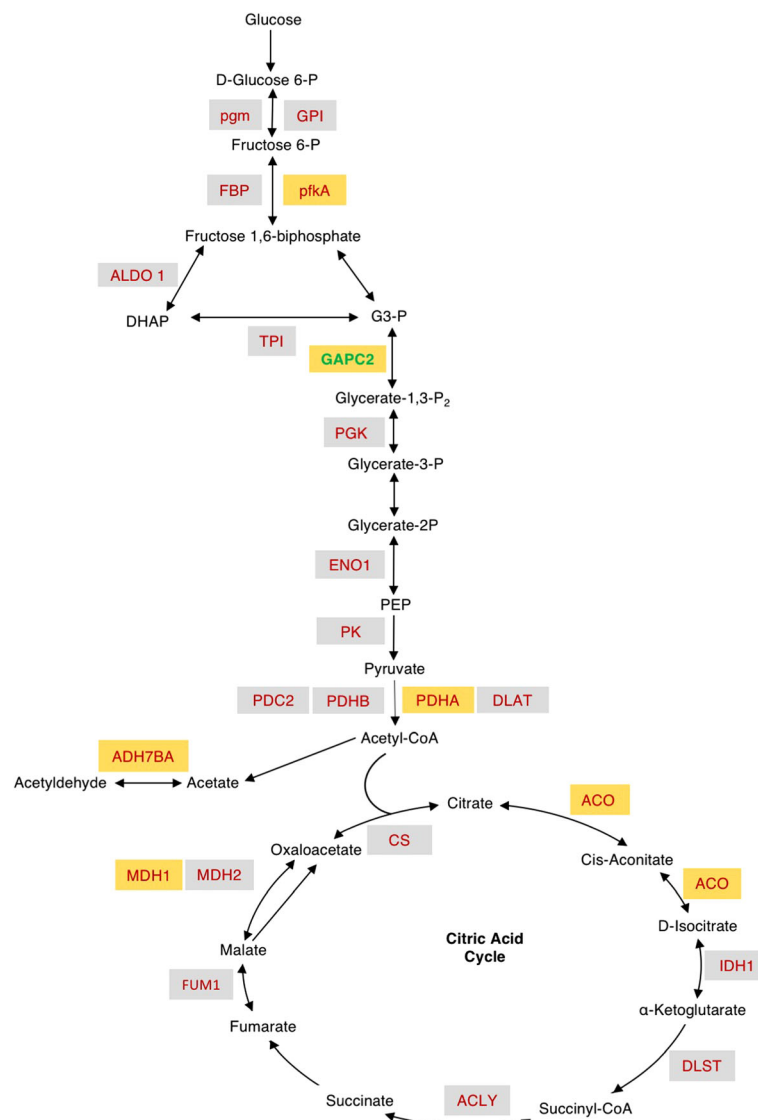 Glucose
D-Glucose 6-P
pgm
GPI
Fructose 6-P
FBP
pfkA
Fructose 1,6-biphosphate
ALDO 1
DHAP
G3-P
TPI
GAPC2
Glycerate-1,3-P₂
PGK
Glycerate-3-P
Glycerate-2P
ENO1
PEP
PK
Pyruvate
PDC2
PDHB
PDHA
DLAT
Acetyl-CoA
ADH7BA
Acetyldehyde
Acetate
Citrate
ACO
Oxaloacetate
CS
Cis-Aconitate
MDH1
MDH2
ACO
D-Isocitrate
Malate
Citric Acid
Cycle
IDH1
FUM1
α-Ketoglutarate
Fumarate
DLST
Succinate
ACLY
Succinyl-CoA